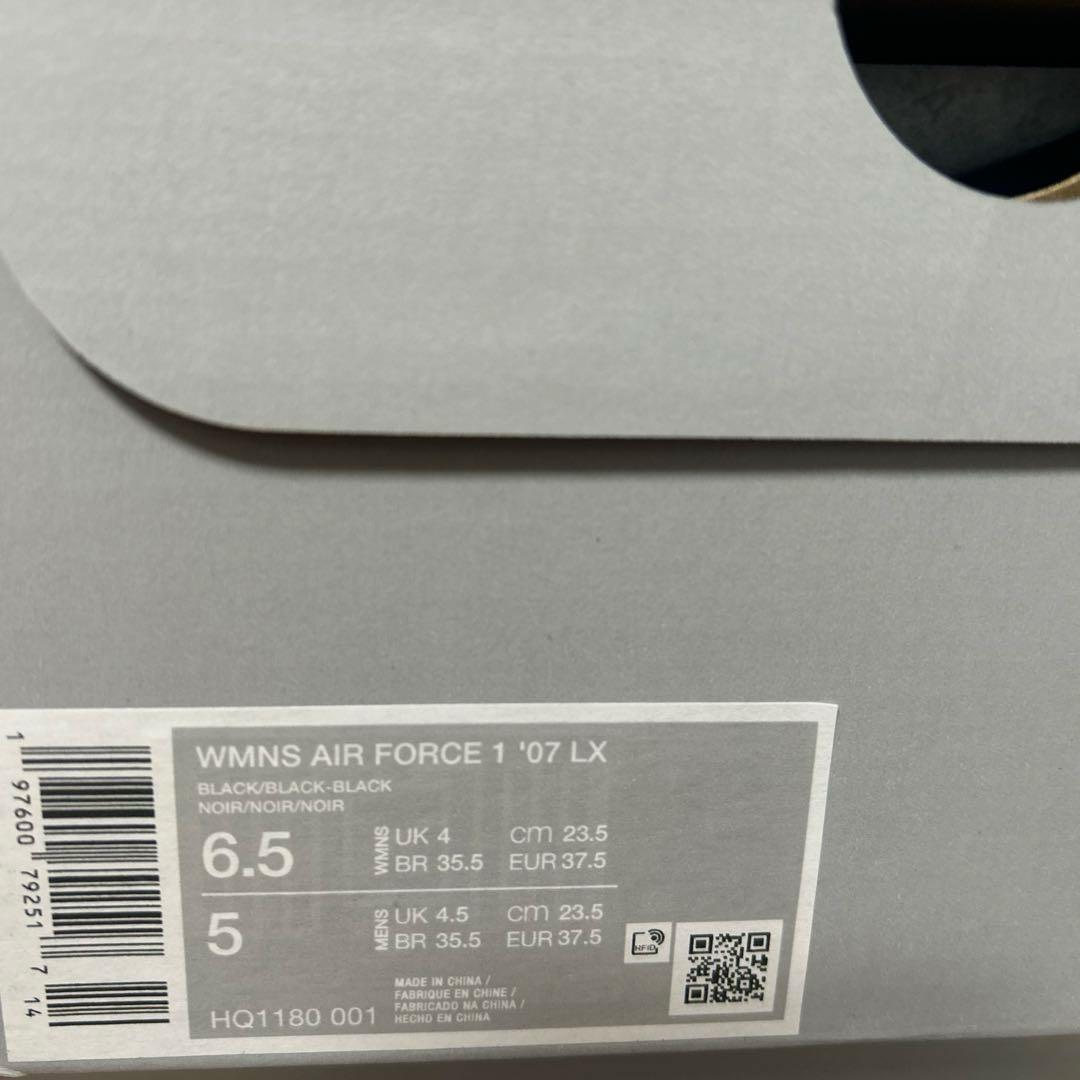 WMNS AIR FORCE 1 '07 LX
BLACK/BLACK-BLACK
NOIR/NOIR/NOIR
6.5 WMNS UK 4 cm 23.5
BR 35.5 EUR 37.5
5 MENS UK 4.5 cm 23.5
BR 35.5 EUR 37.5
MADE IN CHINA /
FABRIQUE EN CHINE /
FABRICADO NA CHINA /
HECHO EN CHINA
HQ1180 001
RFID
1 97600 79251 7 14